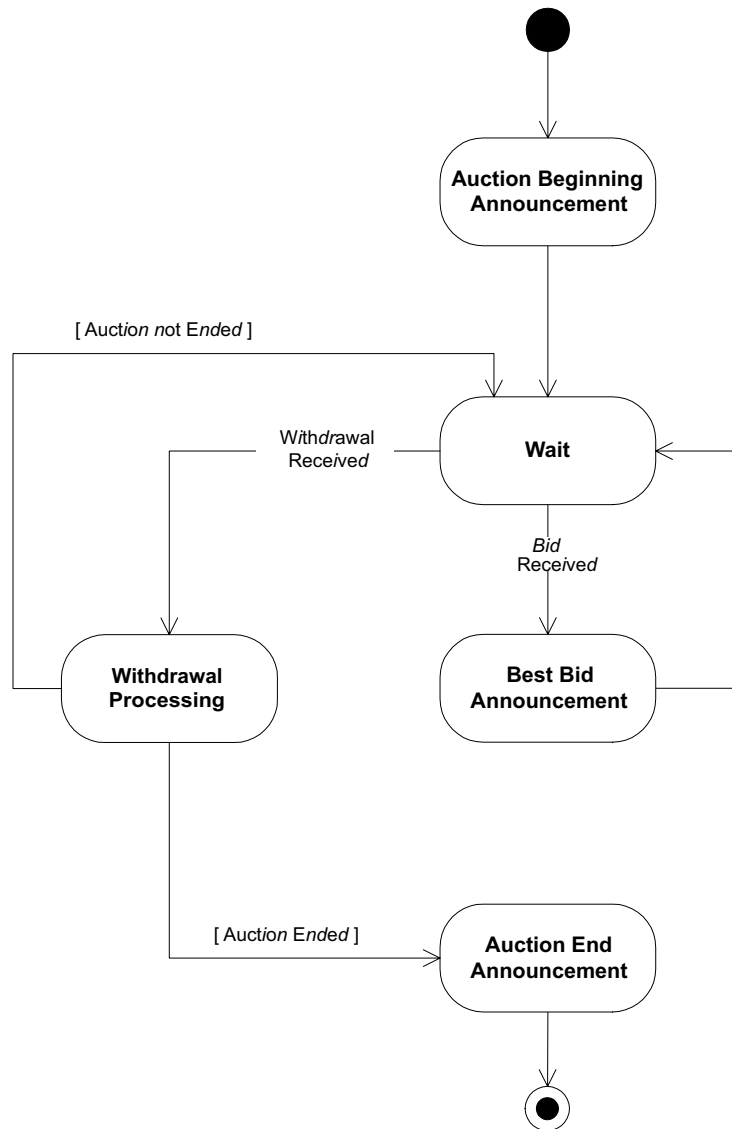 Auction Beginning
Announcement
[ Auction not Ended ]
Wait
Withdrawal
Received
Bid
Received
Withdrawal
Processing
Best Bid
Announcement
[ Auction Ended ]
Auction End
Announcement